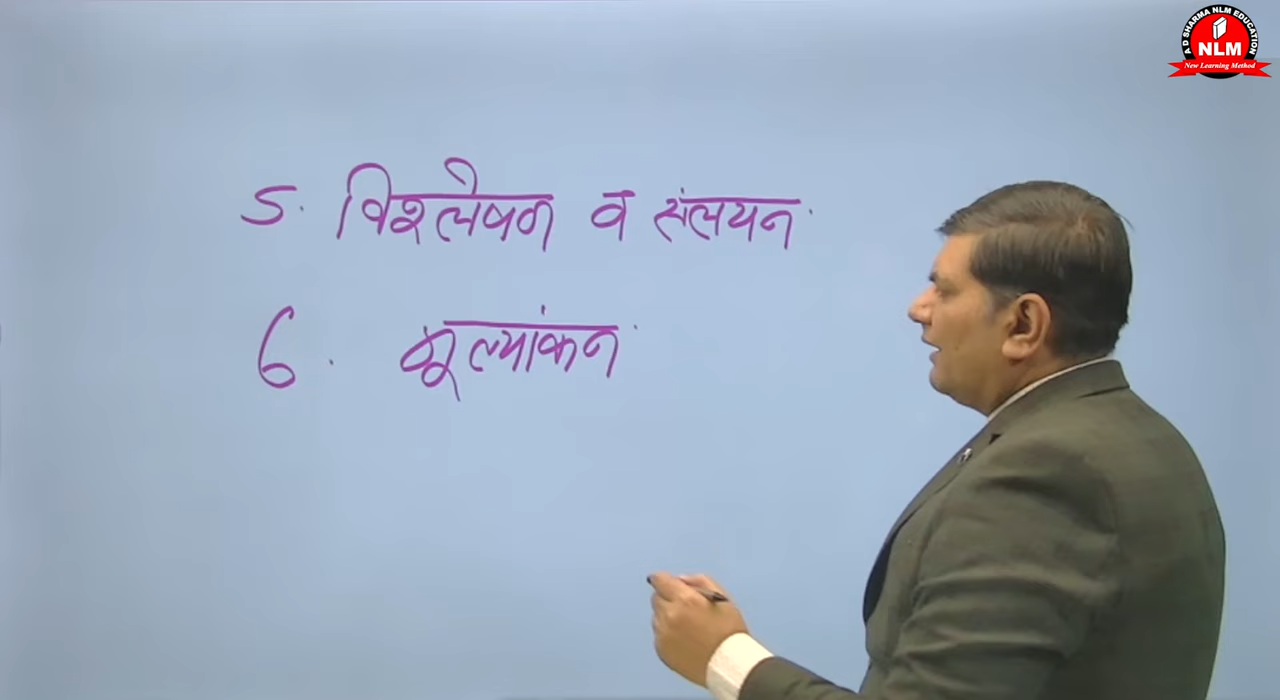 A D SHARMA NLM EDUCATION
NLM
New Learning Method
5. विश्लेषण व संलयन
6. मूल्यांकन